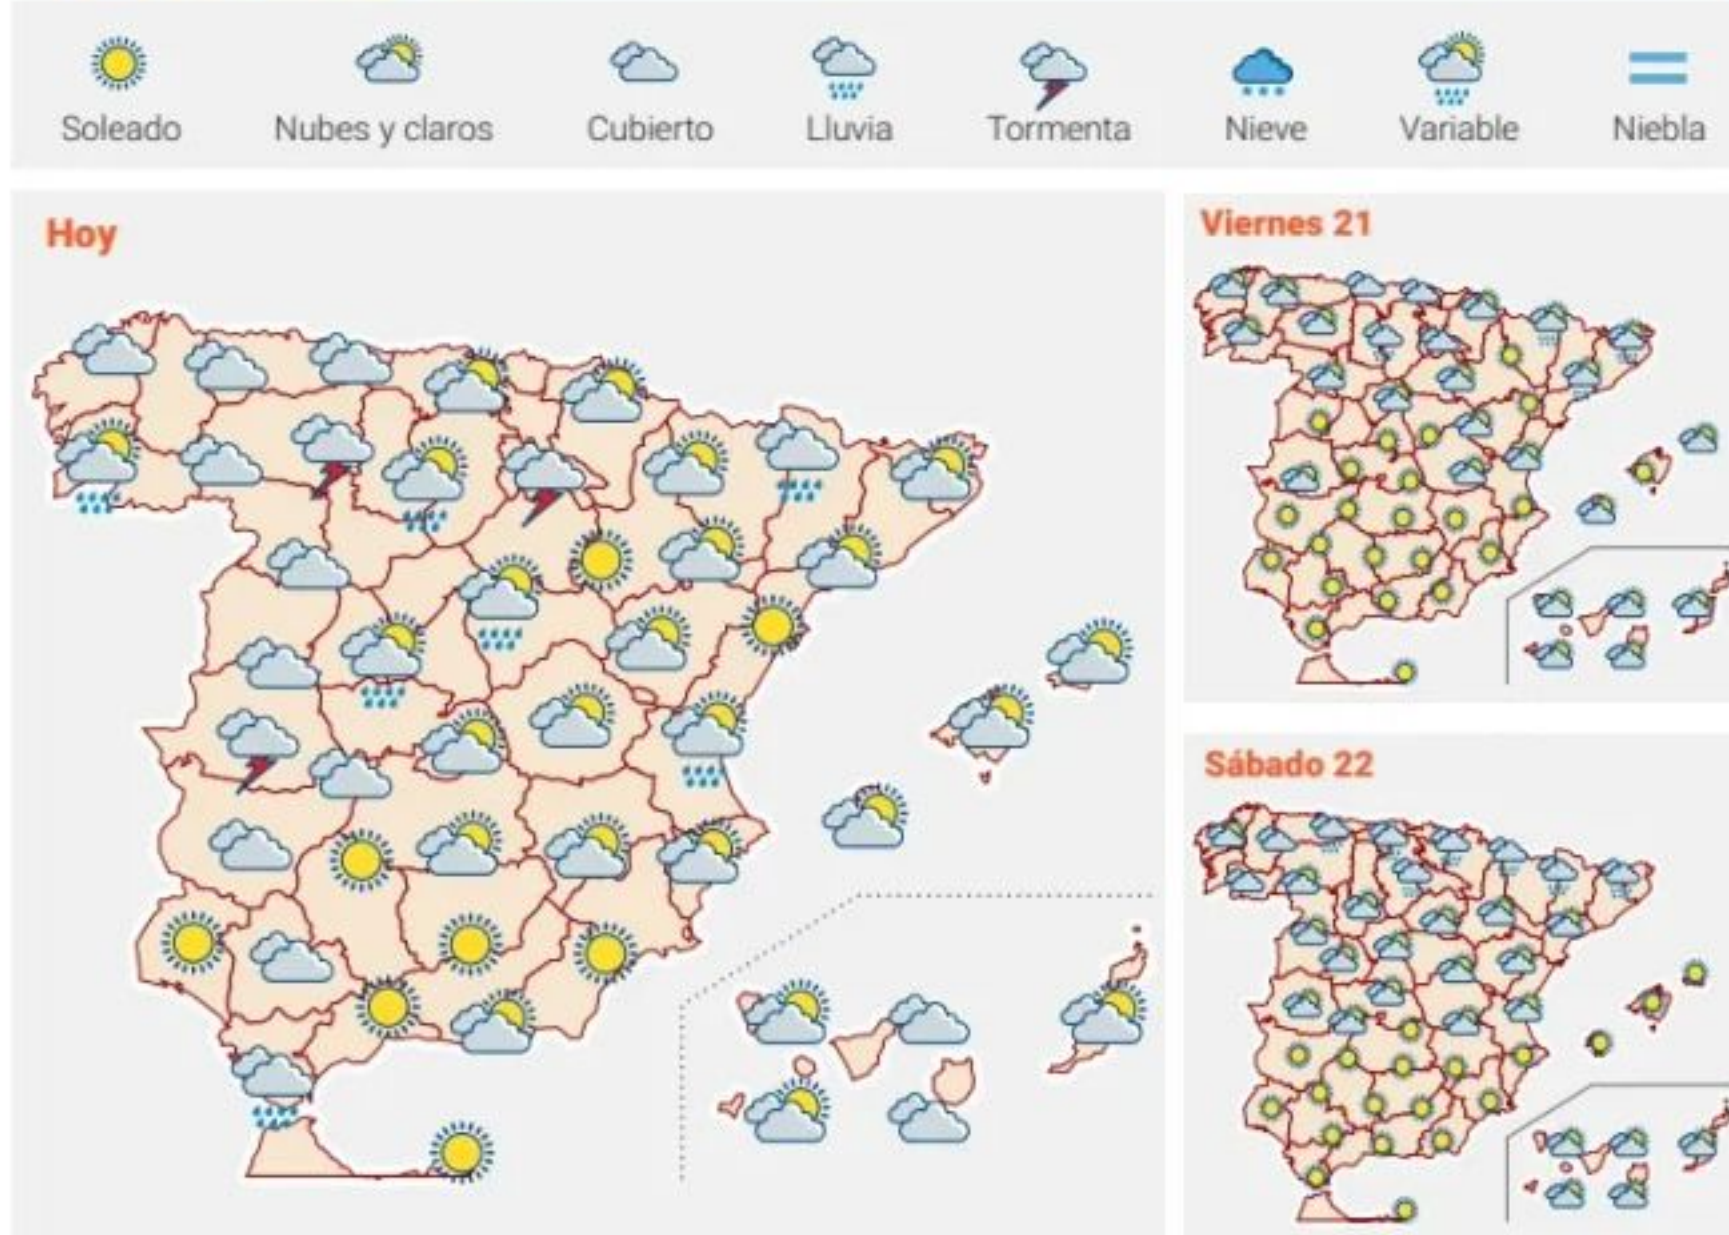 Soleado
Nubes y claros
Cubierto
Lluvia
Tormenta
Nieve
Variable
Niebla
Hoy
Viernes 21
Sábado 22